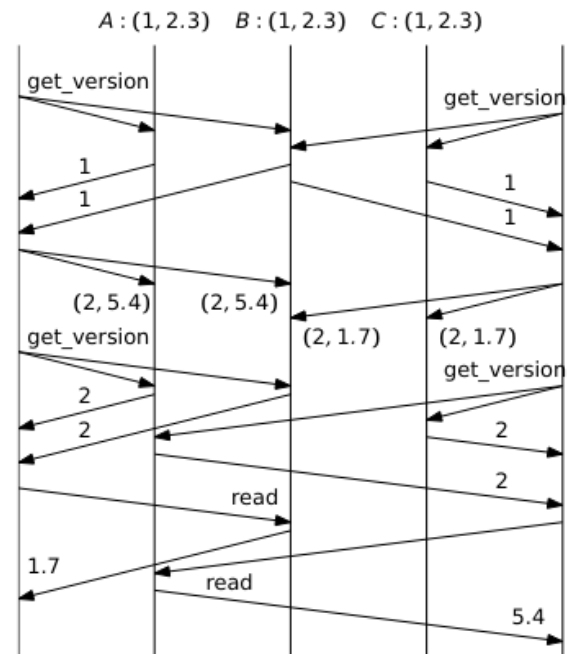 A : (1, 2.3) B : (1, 2.3) C : (1, 2.3)
get_version
get_version
1
1
1
1
(2, 5.4) (2, 5.4)
(2, 1.7) (2, 1.7)
get_version
get_version
2
2
2
2
read
1.7
read
5.4